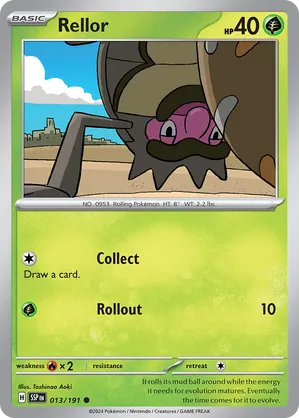 BASIC
Rellor
HP 40
NO. 0953 Rolling Pokémon HT: 8" WT: 2.2 lbs.
Collect
Draw a card.
Rollout 10
weakness ×2 resistance retreat
Illus. Toshinao Aoki
H SSP EN 013/191
It rolls its mud ball around while the energy
it needs for evolution matures. Eventually
the time comes for it to evolve.
©2024 Pokémon / Nintendo / Creatures / GAME FREAK